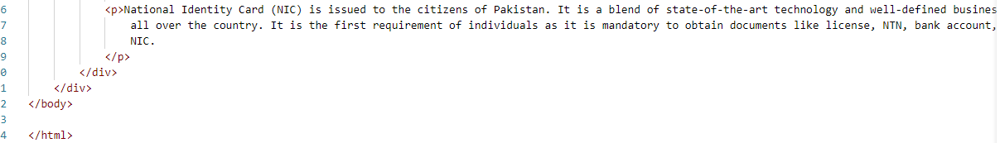 6 <p>National Identity Card (NIC) is issued to the citizens of Pakistan. It is a blend of state-of-the-art technology and well-defined busines
7 all over the country. It is the first requirement of individuals as it is mandatory to obtain documents like license, NTN, bank account,
8 NIC.
9 </p>
0 </div>
1 </div>
2 </body>
3
4 </html>